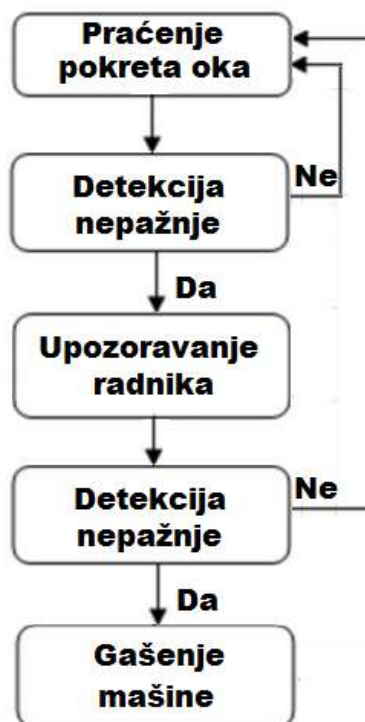 Praćenje
pokreta oka
Detekcija
nepažnje
Ne
Da
Upozoravanje
radnika
Detekcija
nepažnje
Ne
Da
Gašenje
mašine